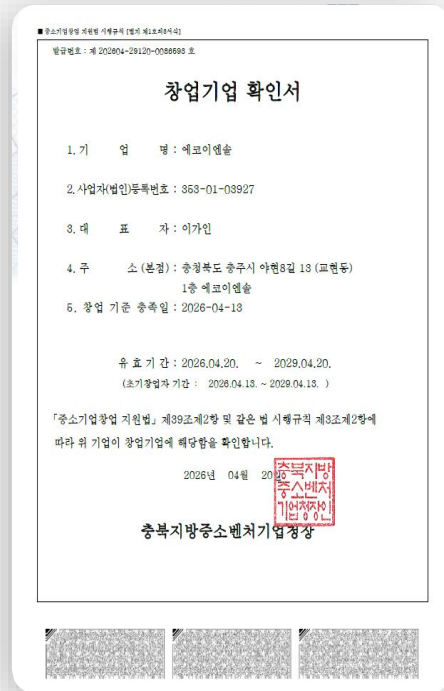 ■ 중소기업창업 지원법 시행규칙 [별지 제1호의3서식]
발급번호 : 제 202604-29120-0086593 호
창업기업 확인서
1. 기 업 명 : 에코이엔솔
2. 사업자(법인)등록번호 : 353-01-03927
3. 대 표 자 : 이가인
4. 주 소 (본점) : 충청북도 충주시 야현8길 13 (교현동)
1층 에코이엔솔
5. 창업 기준 충족일 : 2026-04-13
유 효 기 간 : 2026.04.20. ~ 2029.04.20.
(초기창업자 기간 : 2026.04.13. ~ 2029.04.13. )
「중소기업창업 지원법」 제39조제2항 및 같은 법 시행규칙 제3조제2항에
따라 위 기업이 창업기업에 해당함을 확인합니다.
2026년 04월 20
충북지방
중소벤처
기업청장인
충북지방중소벤처기업청장